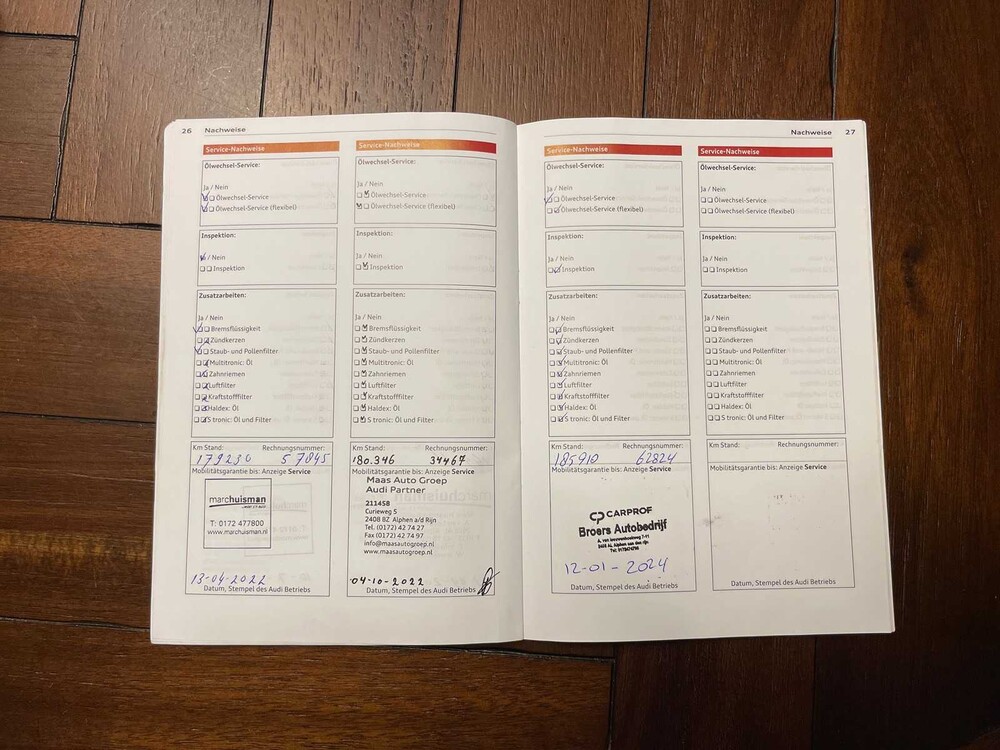 26 Nachweise
Service-Nachweise
Ölwechsel-Service:
Ja / Nein
Ölwechsel-Service
Ölwechsel-Service (flexibel)
Inspektion:
/ Nein
Inspektion
Zusatzarbeiten:
Ja / Nein
Bremsflüssigkeit
Zündkerzen
Staub- und Pollenfilter
Multitronic: Öl
Zahnriemen
Luftfilter
Kraftstofffilter
Haldex: Öl
S tronic: Öl und Filter
Km Stand: Rechnungsnummer:
179230 57845
Mobilitätsgarantie bis: Anzeige Service
marchuisman
T: 0172 477800
www.marchuisman.nl
13-04-2022
Datum, Stempel des Audi Betriebs
Service-Nachweise
Ölwechsel-Service:
Ja / Nein
Ölwechsel-Service
Ölwechsel-Service (flexibel)
Inspektion:
Ja / Nein
Inspektion
Zusatzarbeiten:
Ja / Nein
Bremsflüssigkeit
Zündkerzen
Staub- und Pollenfilter
Multitronic: Öl
Zahnriemen
Luftfilter
Kraftstofffilter
Haldex: Öl
S tronic: Öl und Filter
Km Stand: Rechnungsnummer:
180.346 34467
Mobilitätsgarantie bis: Anzeige Service
Maas Auto Groep
Audi Partner
211458
Curieweg 5
2408 BZ Alphen a/d Rijn
Tel. (0172) 42 74 27
Fax (0172) 42 74 97
info@maasautogroep.nl
www.maasautogroep.nl
04-10-2022
Datum, Stempel des Audi Betriebs
Nachweise 27
Service-Nachweise
Ölwechsel-Service:
Ja / Nein
Ölwechsel-Service
Ölwechsel-Service (flexibel)
Inspektion:
Ja / Nein
Inspektion
Zusatzarbeiten:
Ja / Nein
Bremsflüssigkeit
Zündkerzen
Staub- und Pollenfilter
Multitronic: Öl
Zahnriemen
Luftfilter
Kraftstofffilter
Haldex: Öl
S tronic: Öl und Filter
Km Stand: Rechnungsnummer:
185910 62824
Mobilitätsgarantie bis: Anzeige Service
CARPROF
Broers Autobedrijf
12-01-2024
Datum, Stempel des Audi Betriebs
Service-Nachweise
Ölwechsel-Service:
Ja / Nein
Ölwechsel-Service
Ölwechsel-Service (flexibel)
Inspektion:
Ja / Nein
Inspektion
Zusatzarbeiten:
Ja / Nein
Bremsflüssigkeit
Zündkerzen
Staub- und Pollenfilter
Multitronic: Öl
Zahnriemen
Luftfilter
Kraftstofffilter
Haldex: Öl
S tronic: Öl und Filter
Km Stand: Rechnungsnummer:
Mobilitätsgarantie bis: Anzeige Service
Datum, Stempel des Audi Betriebs